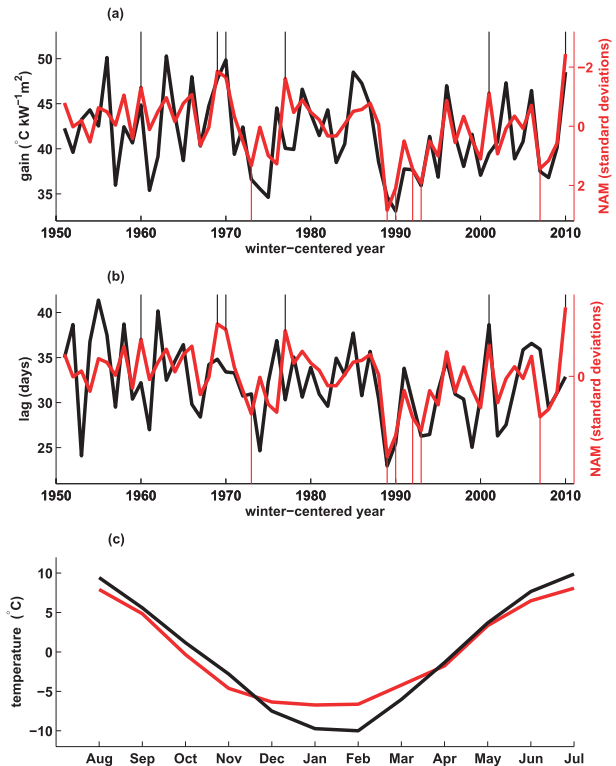 (a)
gain °C kW−1m2)
50
45
40
35
−2
0
2
NAM (standard deviations)
1950 1960 1970 1980 1990 2000 2010
winter−centered year
(b)
lag (days)
40
35
30
25
0
NAM (standard deviations)
1950 1960 1970 1980 1990 2000 2010
winter−centered year
(c)
temperature (°C)
10
5
0
−5
−10
Aug Sep Oct Nov Dec Jan Feb Mar Apr May Jun Jul